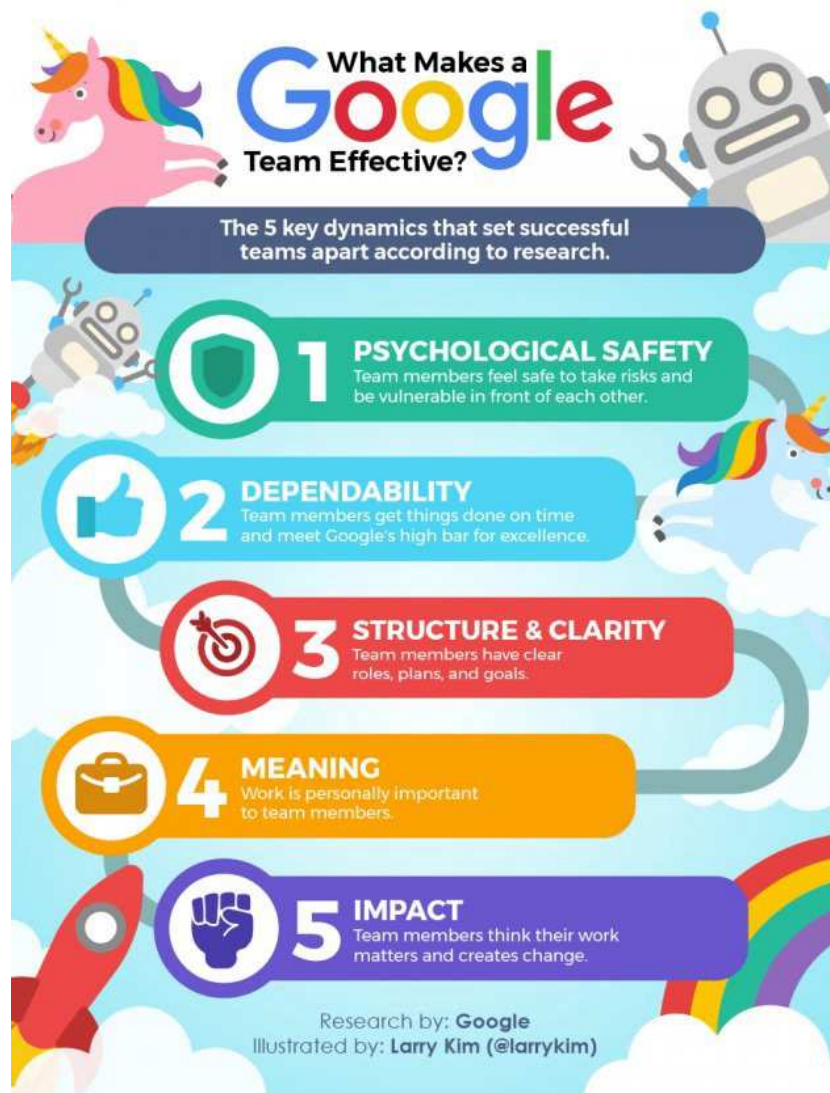 What Makes a
Google
Team Effective?
The 5 key dynamics that set successful
teams apart according to research.
1 PSYCHOLOGICAL SAFETY
Team members feel safe to take risks and
be vulnerable in front of each other.
2 DEPENDABILITY
Team members get things done on time
and meet Google's high bar for excellence.
3 STRUCTURE & CLARITY
Team members have clear
roles, plans, and goals.
4 MEANING
Work is personally important
to team members.
5 IMPACT
Team members think their work
matters and creates change.
Research by: Google
Illustrated by: Larry Kim (@larrykim)